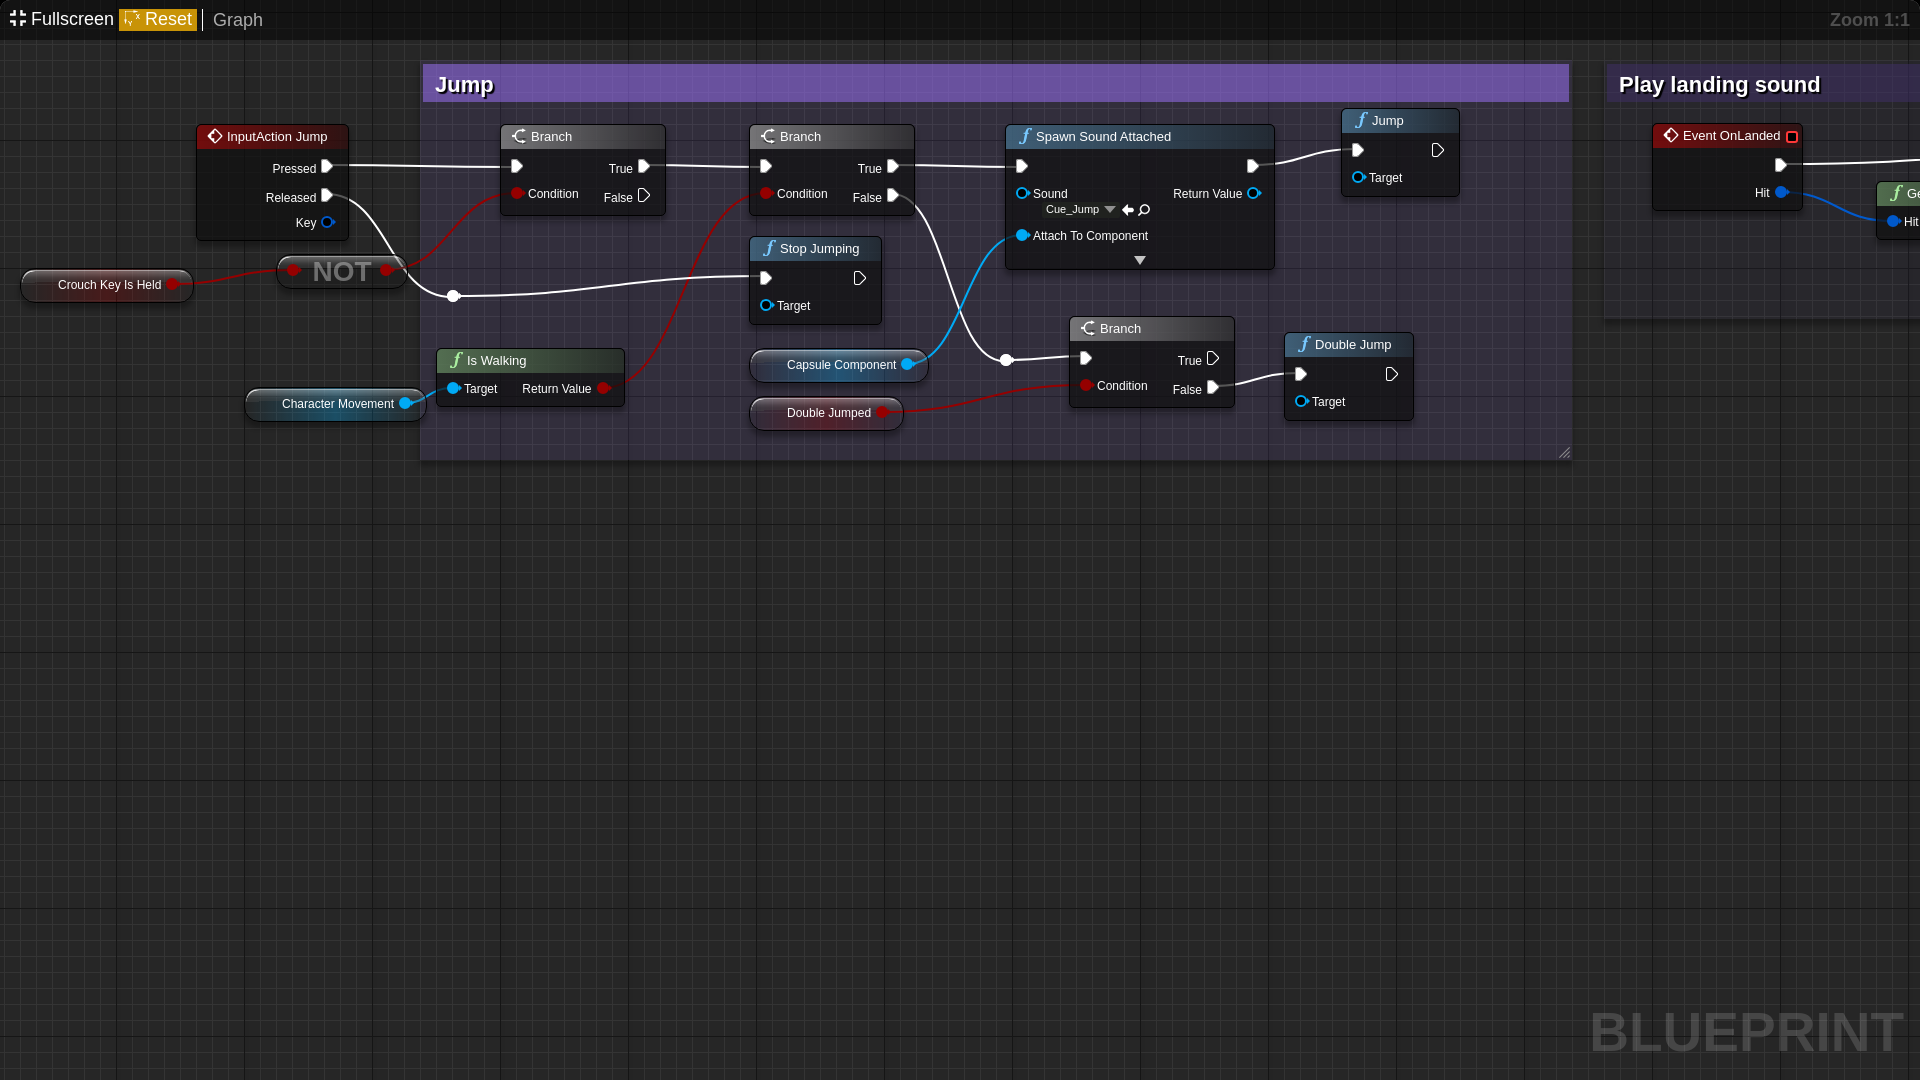 Fullscreen Reset Graph Zoom 1:1
Jump
Play landing sound
InputAction Jump
Pressed
Released
Key
Crouch Key Is Held
NOT
Branch
Condition
True
False
Branch
Condition
True
False
Spawn Sound Attached
Sound
Cue_Jump
Attach To Component
Return Value
Jump
Target
Stop Jumping
Target
Character Movement
Is Walking
Target
Return Value
Capsule Component
Double Jumped
Branch
Condition
True
False
Double Jump
Target
Event OnLanded
Hit
Hit
BLUEPRINT